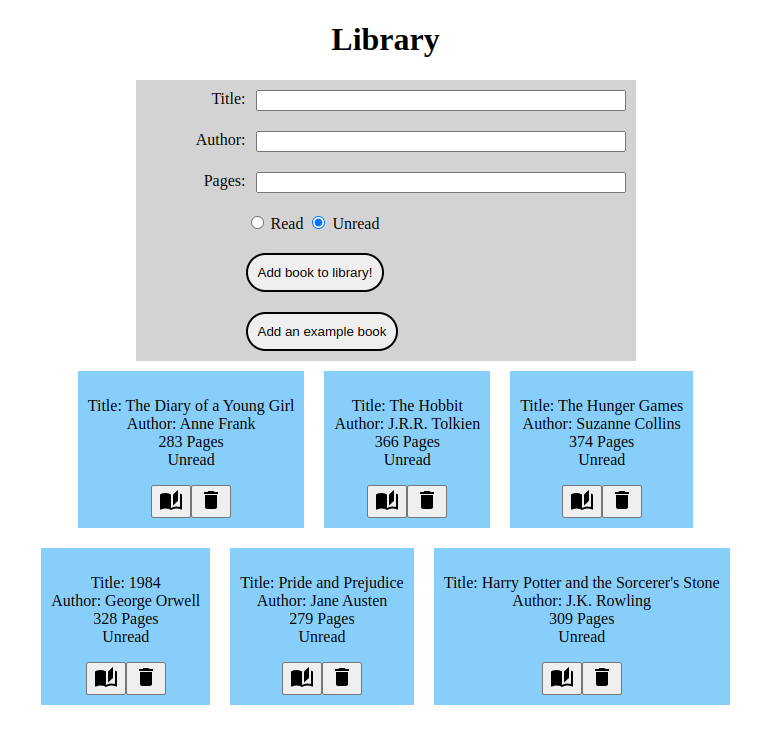 Library
Title:
Author:
Pages:
Read Unread
Add book to library!
Add an example book
Title: The Diary of a Young Girl
Author: Anne Frank
283 Pages
Unread
Title: The Hobbit
Author: J.R.R. Tolkien
366 Pages
Unread
Title: The Hunger Games
Author: Suzanne Collins
374 Pages
Unread
Title: 1984
Author: George Orwell
328 Pages
Unread
Title: Pride and Prejudice
Author: Jane Austen
279 Pages
Unread
Title: Harry Potter and the Sorcerer's Stone
Author: J.K. Rowling
309 Pages
Unread